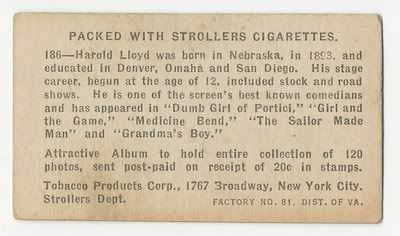 PACKED WITH STROLLERS CIGARETTES.
186—Harold Lloyd was born in Nebraska, in 1893, and
educated in Denver, Omaha and San Diego. His stage
career, begun at the age of 12, included stock and road
shows. He is one of the screen's best known comedians
and has appeared in "Dumb Girl of Portici," "Girl and
the Game," "Medicine Bend," "The Sailor Made
Man" and "Grandma's Boy."
Attractive Album to hold entire collection of 120
photos, sent post-paid on receipt of 20c in stamps.
Tobacco Products Corp., 1767 Broadway, New York City.
Strollers Dept. FACTORY NO. 81. DIST. OF VA.